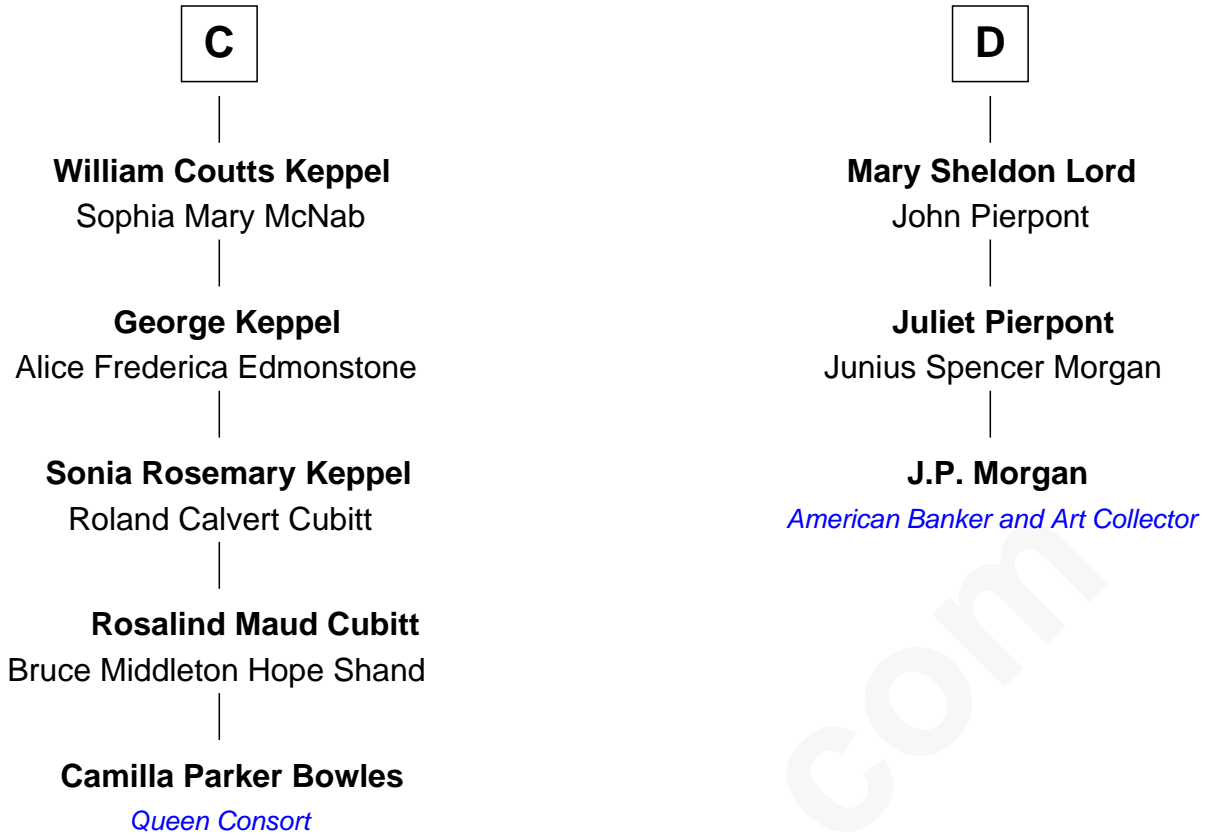 C
William Coutts Keppel
Sophia Mary McNab
George Keppel
Alice Frederica Edmonstone
Sonia Rosemary Keppel
Roland Calvert Cubitt
Rosalind Maud Cubitt
Bruce Middleton Hope Shand
Camilla Parker Bowles
Queen Consort
D
Mary Sheldon Lord
John Pierpont
Juliet Pierpont
Junius Spencer Morgan
J.P. Morgan
American Banker and Art Collector
com